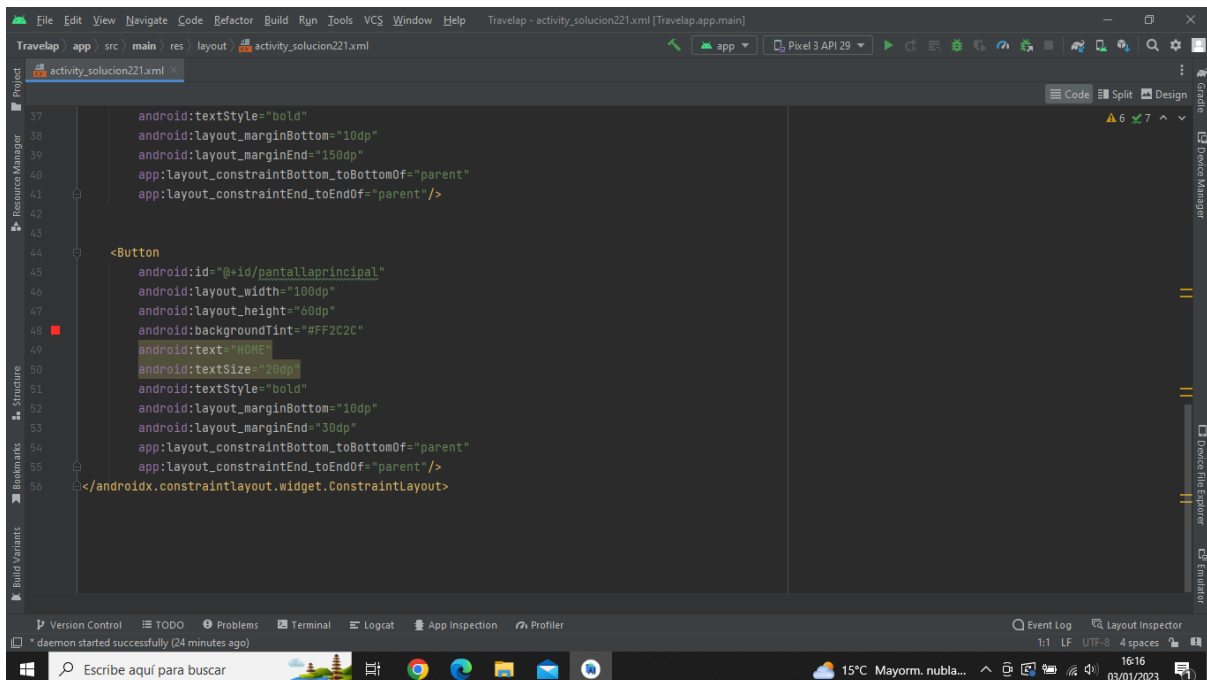 File Edit View Navigate Code Refactor Build Run Tools VCS Window Help Travelap - activity_solucion221.xml [Travelap.app.main]
Travelap app src main res layout activity_solucion221.xml app Pixel 3 API 29
activity_solucion221.xml
Code Split Design
6 7
37 android:textStyle="bold"
38 android:layout_marginBottom="10dp"
39 android:layout_marginEnd="150dp"
40 app:layout_constraintBottom_toBottomOf="parent"
41 app:layout_constraintEnd_toEndOf="parent"/>
42
43
44 <Button
45 android:id="@+id/pantallaprincipal"
46 android:layout_width="100dp"
47 android:layout_height="60dp"
48 android:backgroundTint="#FF2C2C"
49 android:text="HOME"
50 android:textSize="20dp"
51 android:textStyle="bold"
52 android:layout_marginBottom="10dp"
53 android:layout_marginEnd="30dp"
54 app:layout_constraintBottom_toBottomOf="parent"
55 app:layout_constraintEnd_toEndOf="parent"/>
56 </androidx.constraintlayout.widget.ConstraintLayout>
Project
Resource Manager
Structure
Bookmarks
Build Variants
Gradle
Device Manager
Device File Explorer
Emulator
Version Control TODO Problems Terminal Logcat App Inspection Profiler Event Log Layout Inspector
* daemon started successfully (24 minutes ago) 1:1 LF UTF-8 4 spaces
Escribe aquí para buscar 15°C Mayorm. nubla... 16:16
03/01/2023